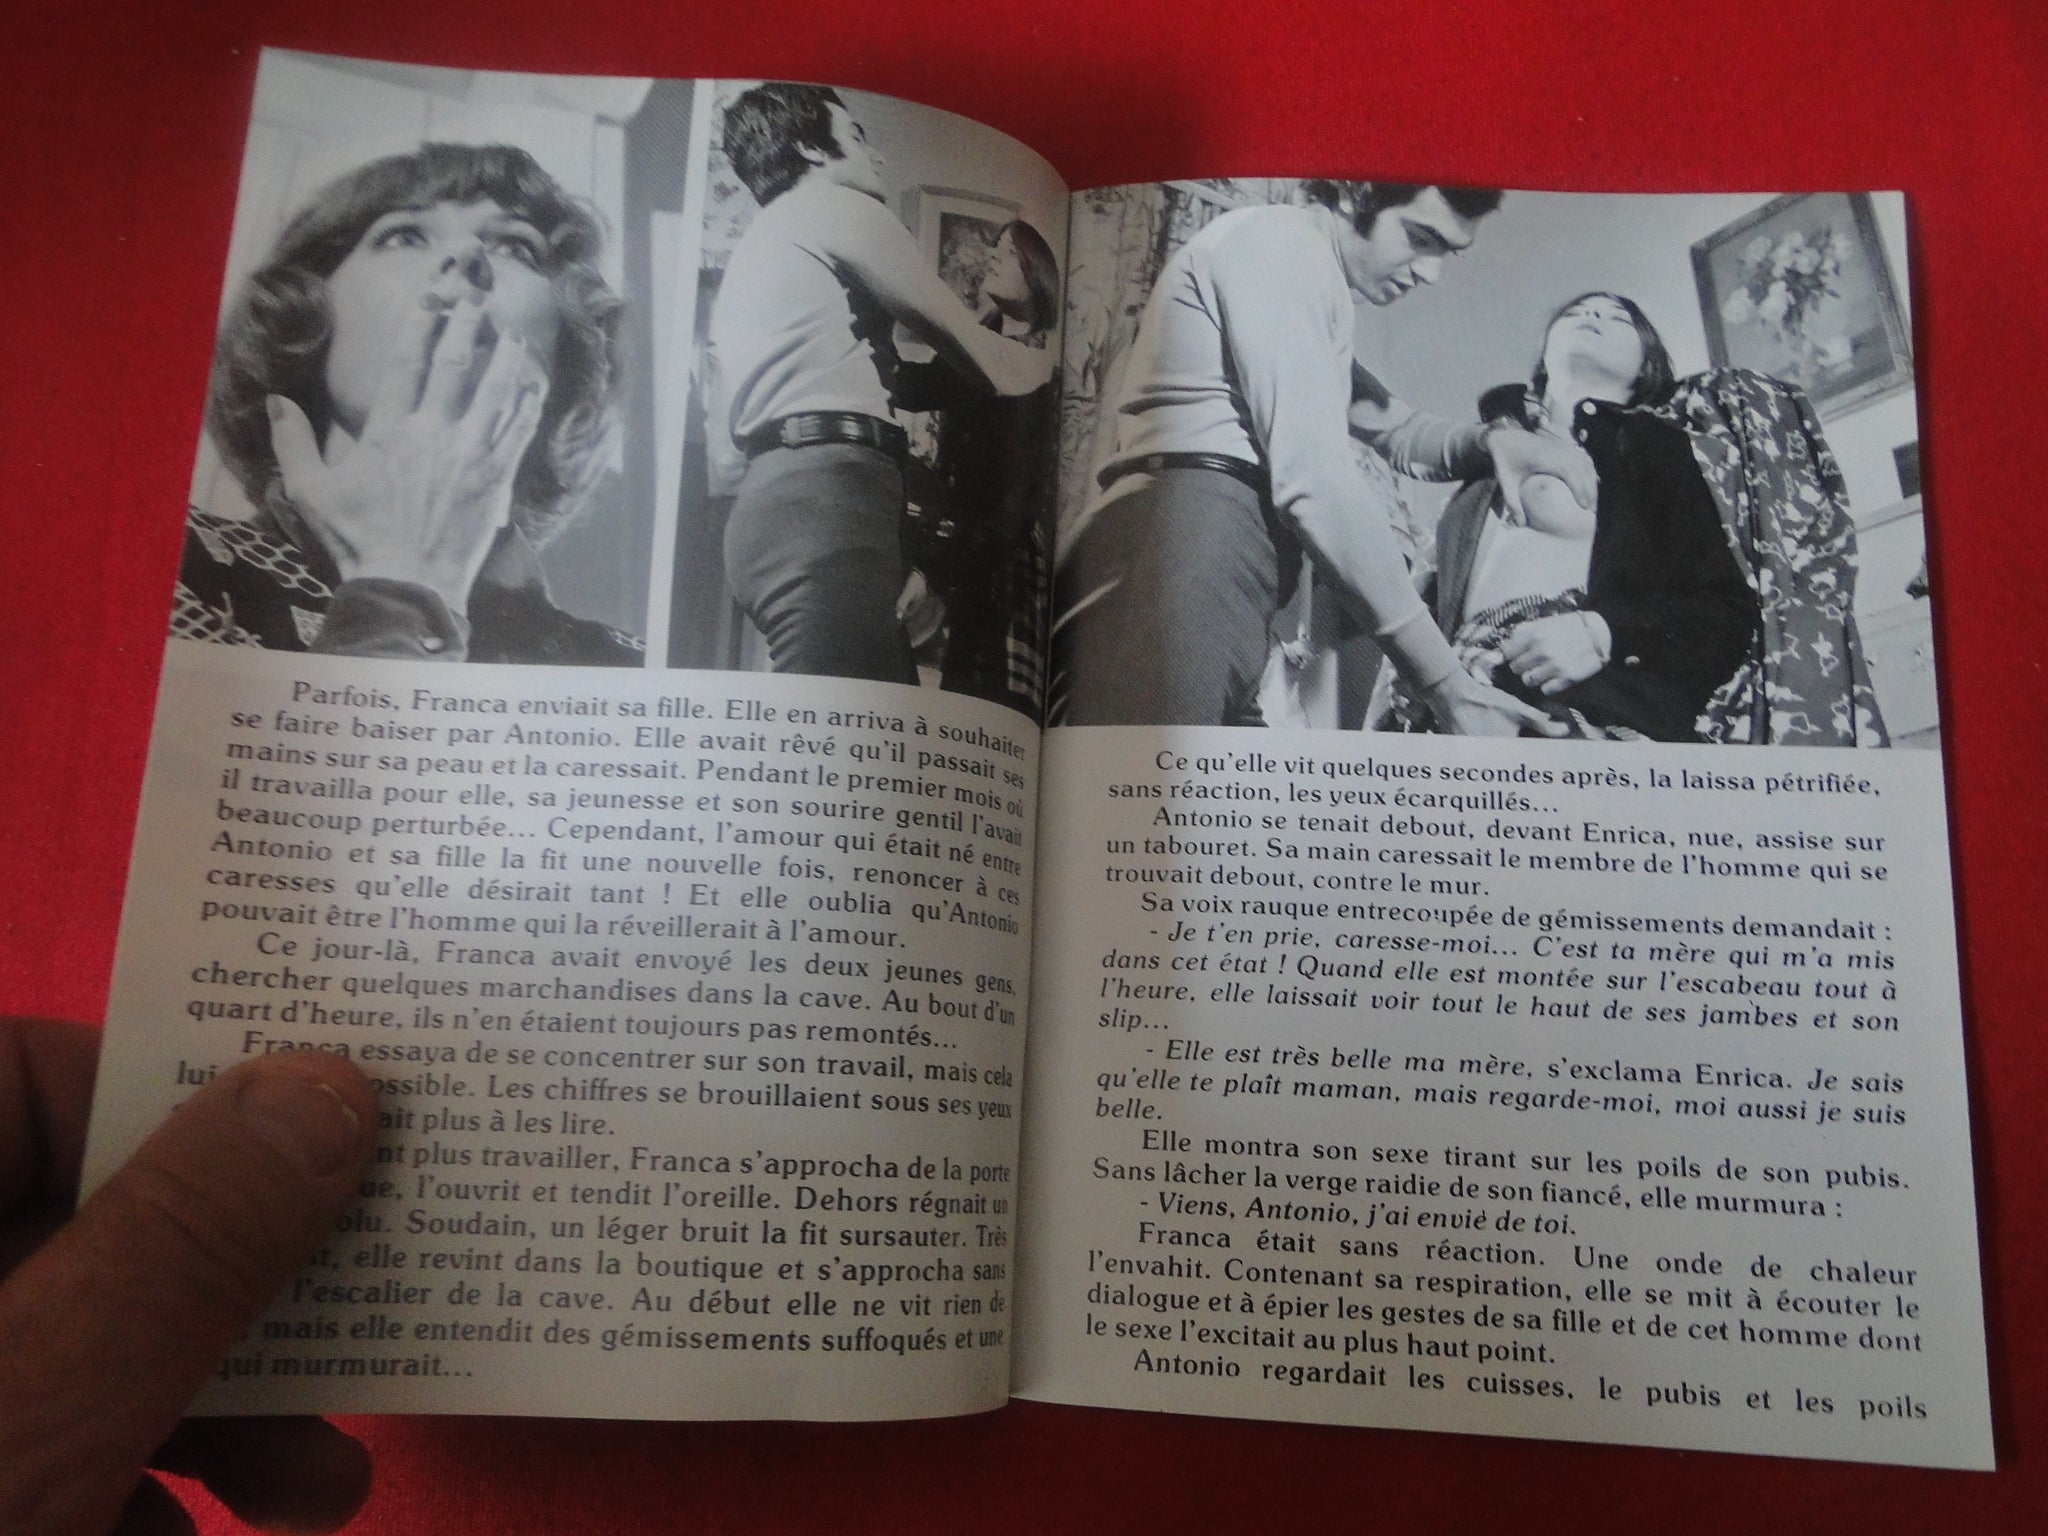 Parfois, Franca enviait sa fille. Elle en arriva à souhaiter
se faire baiser par Antonio. Elle avait rêvé qu'il passait ses
mains sur sa peau et la caressait. Pendant le premier mois où
il travailla pour elle, sa jeunesse et son sourire gentil l'avait
beaucoup perturbée... Cependant, l'amour qui était né entre
Antonio et sa fille la fit une nouvelle fois, renoncer à ces
caresses qu'elle désirait tant ! Et elle oublia qu'Antonio
pouvait être l'homme qui la réveillerait à l'amour.
Ce jour-là, Franca avait envoyé les deux jeunes gens,
chercher quelques marchandises dans la cave. Au bout d'un
quart d'heure, ils n'en étaient toujours pas remontés...
Franca essaya de se concentrer sur son travail, mais cela
lui ossible. Les chiffres se brouillaient sous ses yeux
ait plus à les lire.
nt plus travailler, Franca s'approcha de la porte
ue, l'ouvrit et tendit l'oreille. Dehors régnait un
olu. Soudain, un léger bruit la fit sursauter. Très
elle revint dans la boutique et s'approcha sans
l'escalier de la cave. Au début elle ne vit rien de
mais elle entendit des gémissements suffoqués et une
qui murmurait...
Ce qu'elle vit quelques secondes après, la laissa pétrifiée,
sans réaction, les yeux écarquillés...
Antonio se tenait debout, devant Enrica, nue, assise sur
un tabouret. Sa main caressait le membre de l'homme qui se
trouvait debout, contre le mur.
Sa voix rauque entrecoupée de gémissements demandait :
- Je t'en prie, caresse-moi... C'est ta mère qui m'a mis
dans cet état ! Quand elle est montée sur l'escabeau tout à
l'heure, elle laissait voir tout le haut de ses jambes et son
slip...
- Elle est très belle ma mère, s'exclama Enrica. Je sais
qu'elle te plaît maman, mais regarde-moi, moi aussi je suis
belle.
Elle montra son sexe tirant sur les poils de son pubis.
Sans lâcher la verge raidie de son fiancé, elle murmura :
- Viens, Antonio, j'ai envie de toi.
Franca était sans réaction. Une onde de chaleur
l'envahit. Contenant sa respiration, elle se mit à écouter le
dialogue et à épier les gestes de sa fille et de cet homme dont
le sexe l'excitait au plus haut point.
Antonio regardait les cuisses, le pubis et les poils